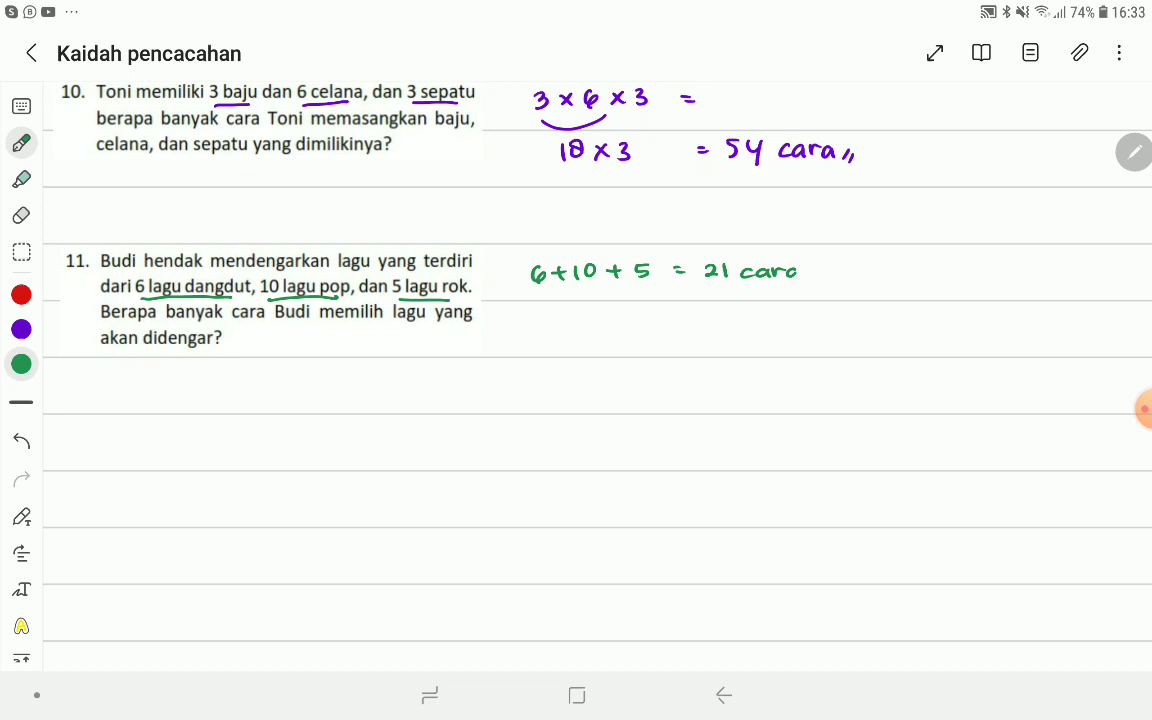 74% 16:33
Kaidah pencacahan
10. Toni memiliki 3 baju dan 6 celana, dan 3 sepatu
berapa banyak cara Toni memasangkan baju,
celana, dan sepatu yang dimilikinya?
3 x 6 x 3 =
18 x 3 = 54 cara //
11. Budi hendak mendengarkan lagu yang terdiri
dari 6 lagu dangdut, 10 lagu pop, dan 5 lagu rok.
Berapa banyak cara Budi memilih lagu yang
akan didengar?
6 + 10 + 5 = 21 cara